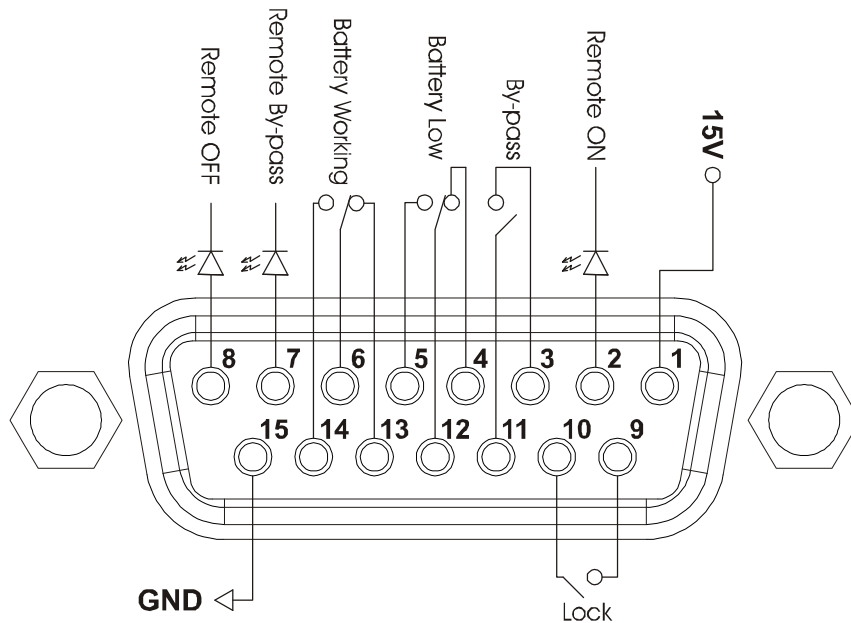 Remote OFF
Remote By-pass
Battery Working
Battery Low
By-pass
Remote ON
15V
8
7
6
5
4
3
2
1
15
14
13
12
11
10
9
GND
Lock